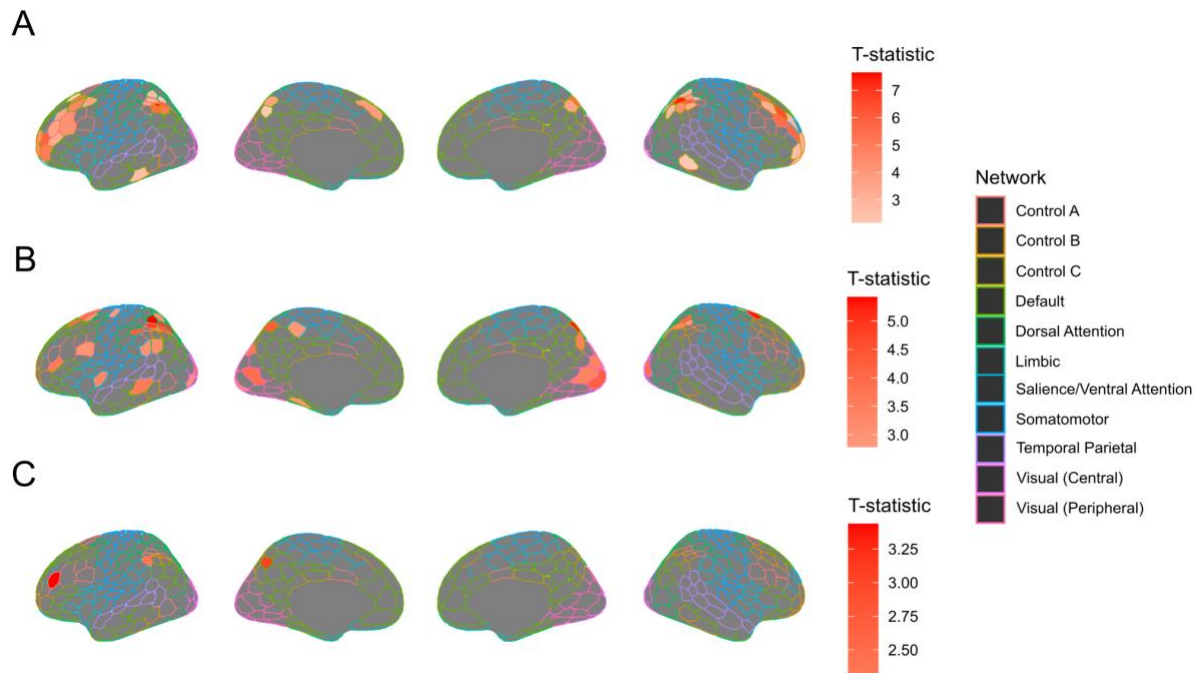 A
T-statistic
7
6
5
4
3
B
T-statistic
5.0
4.5
4.0
3.5
3.0
C
T-statistic
3.25
3.00
2.75
2.50
Network
Control A
Control B
Control C
Default
Dorsal Attention
Limbic
Salience/Ventral Attention
Somatomotor
Temporal Parietal
Visual (Central)
Visual (Peripheral)